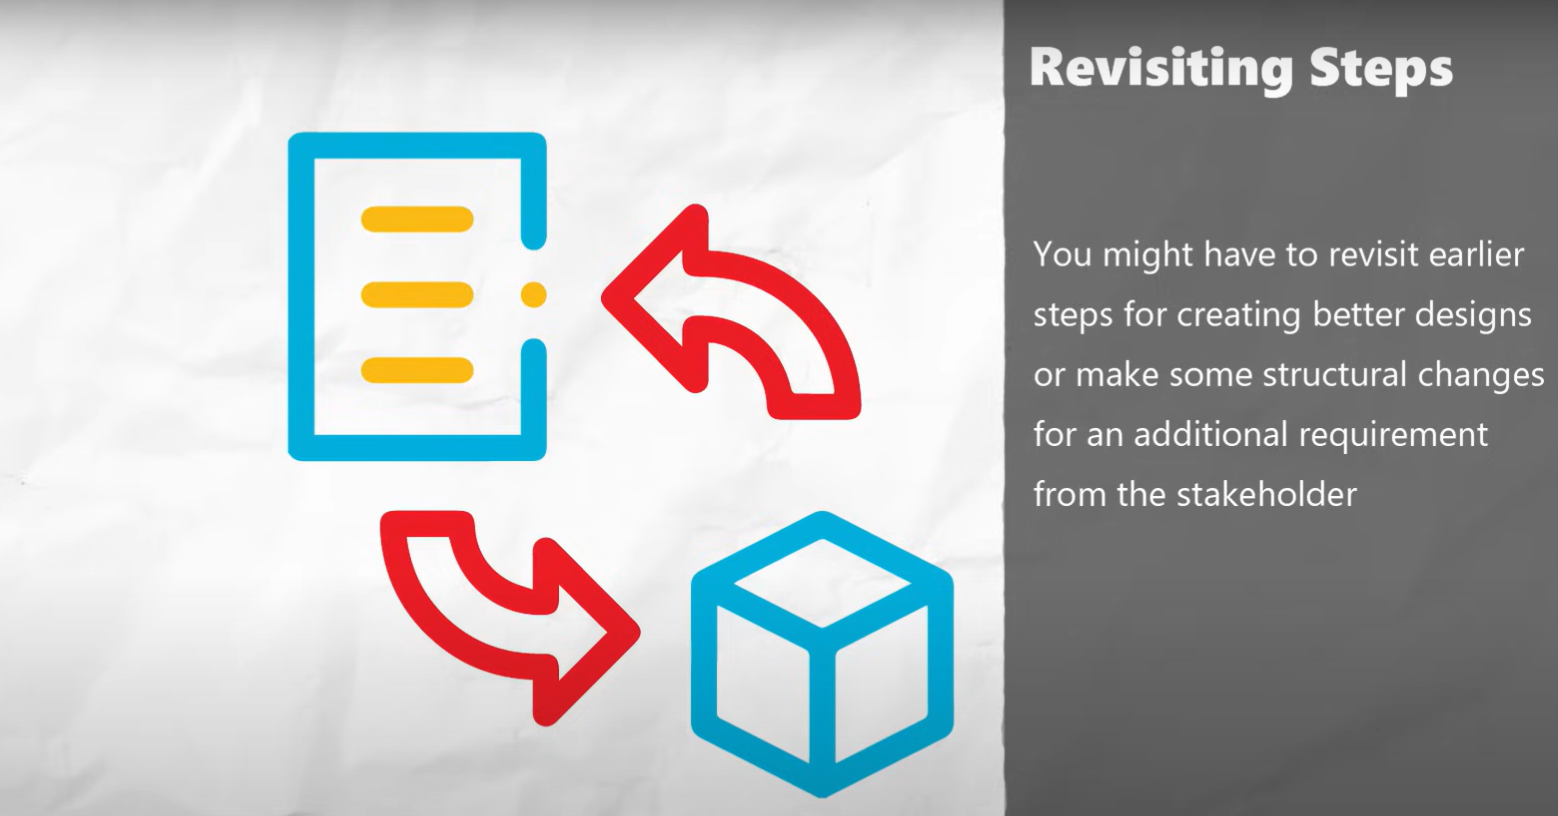 Revisiting Steps
You might have to revisit earlier
steps for creating better designs
or make some structural changes
for an additional requirement
from the stakeholder